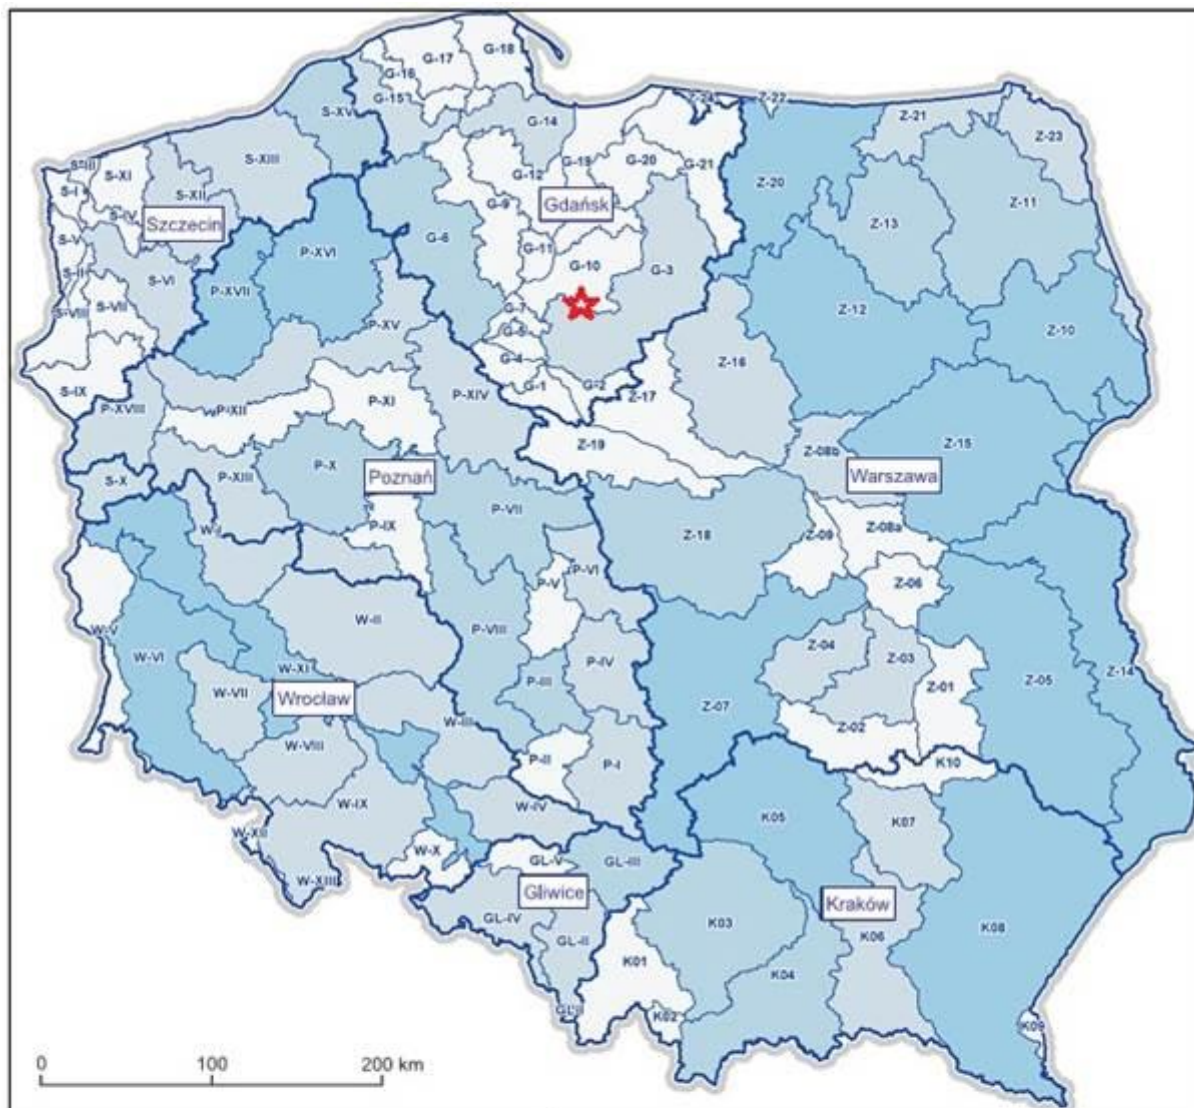 G-18
G-17
G-16
G-15
S-XV
G-14
Z-22
Z-21
Z-23
S-XI
S-XIII
G-19
G-20
G-21
G-12
S-I
S-XII
Z-20
Z-11
G-9
Gdańsk
S-IV
Szczecin
Z-13
S-V
G-6
G-11
P-XVI
G-10
G-3
S-VI
P-XVII
S-VII
G-7
Z-12
S-VIII
P-XV
G-5
Z-10
G-4
Z-16
G-1
G-2
S-IX
P-XI
P-XIV
Z-17
P-XVIII
P-XII
Z-19
Z-15
Z-08b
P-X
Poznań
P-XIII
Warszawa
S-X
P-VII
P-IX
W-I
Z-18
Z-09
Z-08a
P-V
P-VI
Z-06
W-II
W-V
P-VIII
W-VI
P-IV
Z-04
Z-03
W-XI
Z-01
Z-05
Z-14
W-VII
P-III
Wrocław
Z-07
W-III
Z-02
W-VIII
P-II
P-I
K10
W-IX
W-IV
K05
K07
W-XII
W-X
GL-V
GL-III
W-XIII
Gliwice
Kraków
GL-IV
K03
K08
GL-II
K06
K01
K04
K02
K09
0
100
200 km